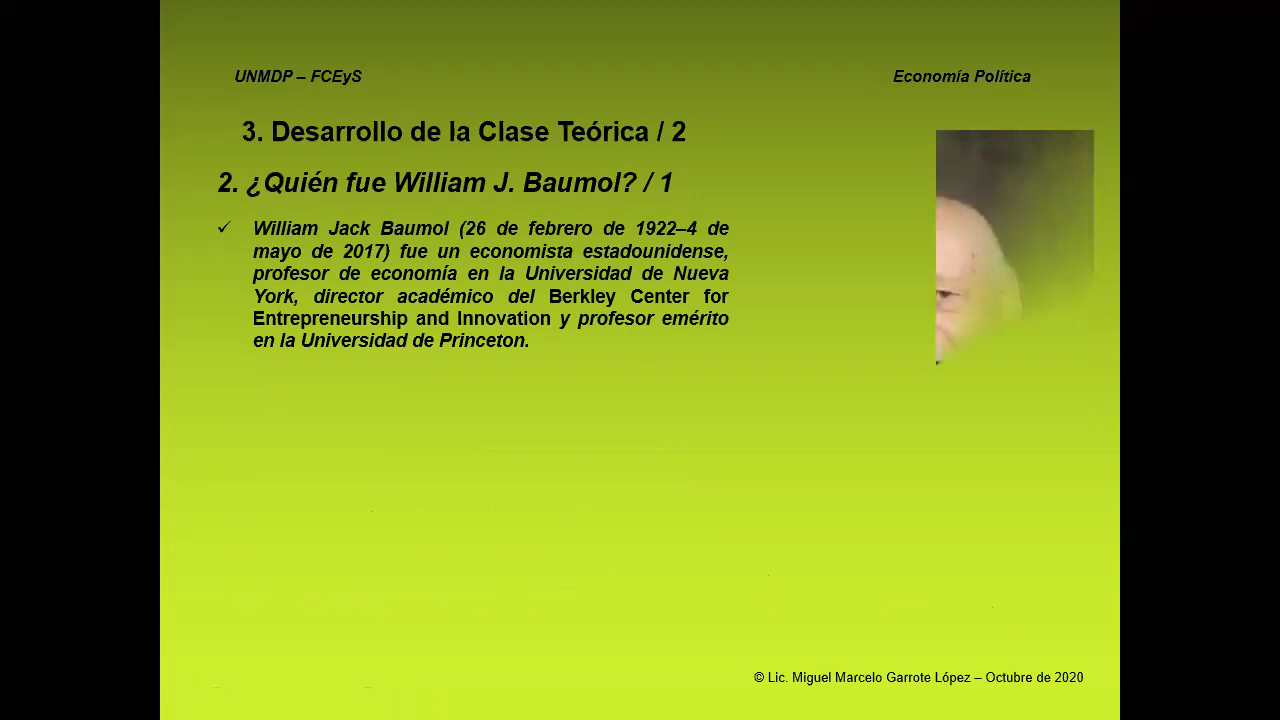 UNMDP – FCEyS
Economía Política
3. Desarrollo de la Clase Teórica / 2
2. ¿Quién fue William J. Baumol? / 1
✓ William Jack Baumol (26 de febrero de 1922–4 de
mayo de 2017) fue un economista estadounidense,
profesor de economía en la Universidad de Nueva
York, director académico del Berkley Center for
Entrepreneurship and Innovation y profesor emérito
en la Universidad de Princeton.
© Lic. Miguel Marcelo Garrote López – Octubre de 2020